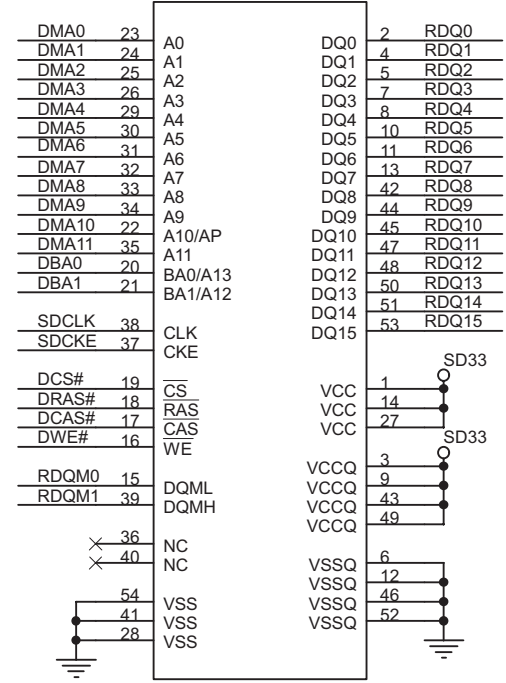 DMA0 23 A0 DQ0 2 RDQ0
DMA1 24 A1 DQ1 4 RDQ1
DMA2 25 A2 DQ2 5 RDQ2
DMA3 26 A3 DQ3 7 RDQ3
DMA4 29 A4 DQ4 8 RDQ4
DMA5 30 A5 DQ5 10 RDQ5
DMA6 31 A6 DQ6 11 RDQ6
DMA7 32 A7 DQ7 13 RDQ7
DMA8 33 A8 DQ8 42 RDQ8
DMA9 34 A9 DQ9 44 RDQ9
DMA10 22 A10/AP DQ10 45 RDQ10
DMA11 35 A11 DQ11 47 RDQ11
DBA0 20 BA0/A13 DQ12 48 RDQ12
DBA1 21 BA1/A12 DQ13 50 RDQ13
DQ14 51 RDQ14
SDCLK 38 CLK DQ15 53 RDQ15
SDCKE 37 CKE
SD33
DCS# 19 CS VCC 1
DRAS# 18 RAS VCC 14
DCAS# 17 CAS VCC 27
DWE# 16 WE
SD33
VCCQ 3
RDQM0 15 DQML VCCQ 9
RDQM1 39 DQMH VCCQ 43
VCCQ 49
36 NC
40 NC VSSQ 6
VSSQ 12
54 VSS VSSQ 46
41 VSS VSSQ 52
28 VSS